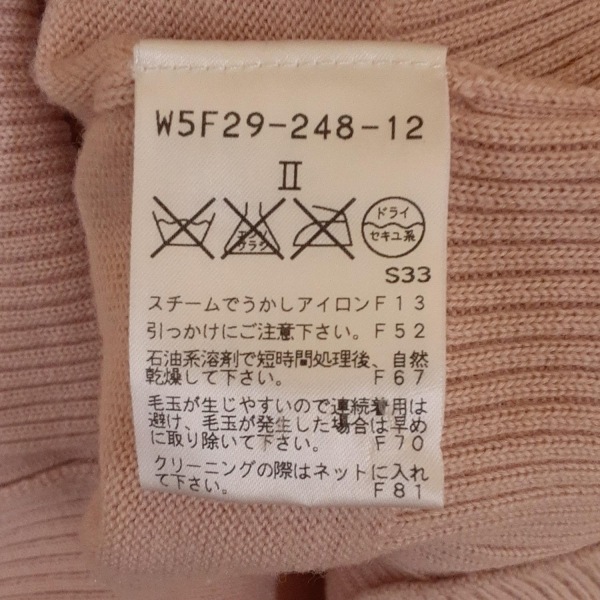 W5F29-248-12
II
エンソ
サラシ
ドライ
セキユ系
S33
スチームでうかしアイロンF13
引っかけにご注意下さい。F52
石油系溶剤で短時間処理後、自然
乾燥して下さい。 F67
毛玉が生じやすいので連続着用は
避け、毛玉が発生した場合は早め
に取り除いて下さい。 F70
クリーニングの際はネットに入れ
て下さい。 F81